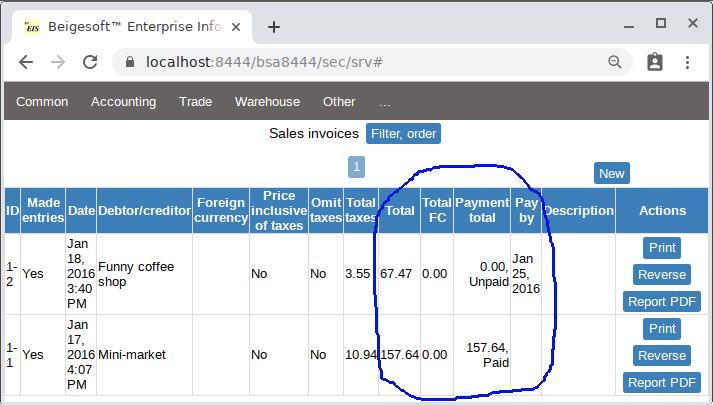 EIS
Beigesoft™ Enterprise Info
localhost:8444/bsa8444/sec/srv#
Common Accounting Trade Warehouse Other ...
Sales invoices Filter, order
1
New
ID Made entries Date Debtor/creditor Foreign currency Price inclusive of taxes Omit taxes Total taxes Total Total FC Payment total Pay by Description Actions
1-2 Yes Jan 18, 2016 3:40 PM Funny coffee shop No No 3.55 67.47 0.00 0.00, Unpaid Jan 25, 2016 Print Reverse Report PDF
1-1 Yes Jan 17, 2016 4:07 PM Mini-market No No 10.94 157.64 0.00 157.64, Paid Print Reverse Report PDF